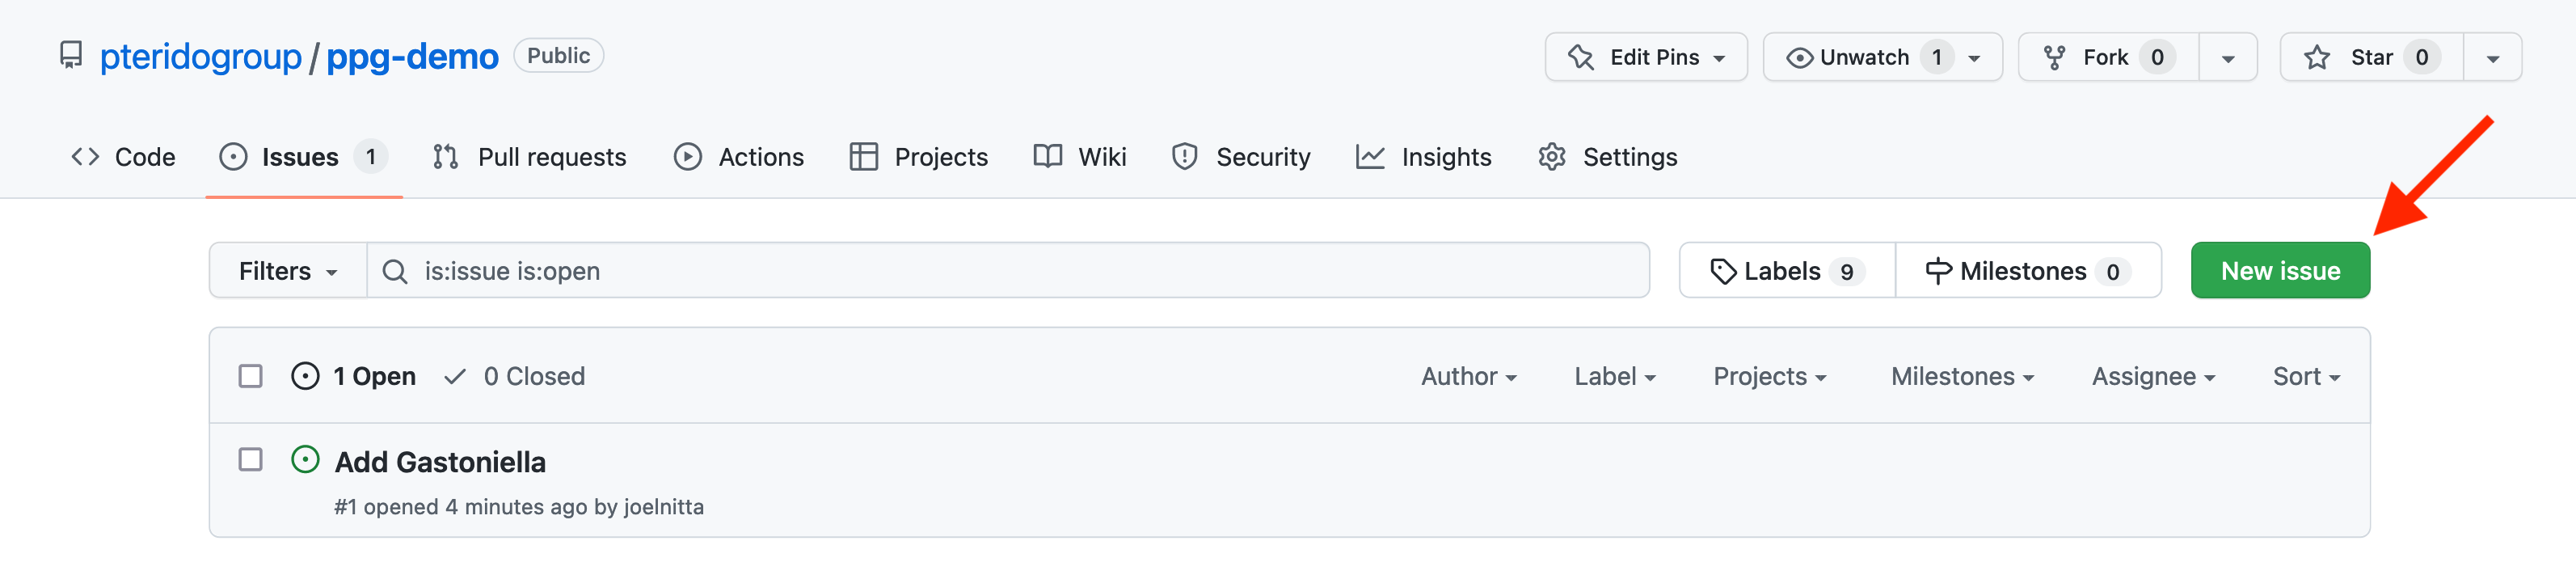 pteridogroup / ppg-demo Public Edit Pins Unwatch 1 Fork 0 Star 0
Code Issues 1 Pull requests Actions Projects Wiki Security Insights Settings
Filters is:issue is:open Labels 9 Milestones 0 New issue
1 Open 0 Closed Author Label Projects Milestones Assignee Sort
Add Gastoniella
#1 opened 4 minutes ago by joelnitta